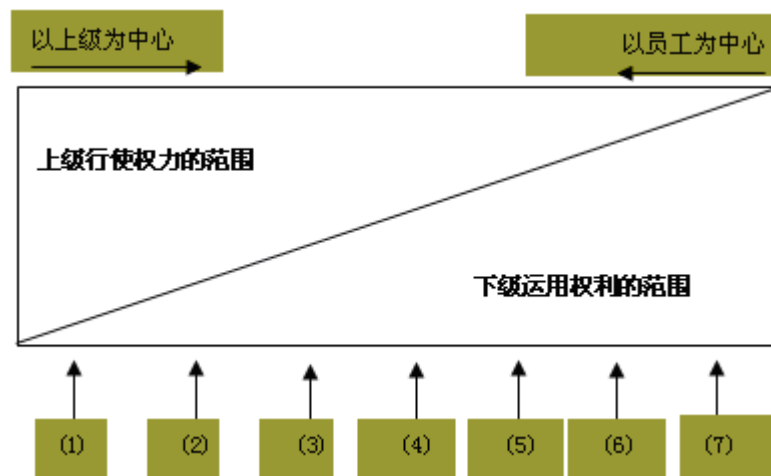 以上级为中心
以员工为中心
上级行使权力的范围
下级运用权利的范围
(1)
(2)
(3)
(4)
(5)
(6)
(7)